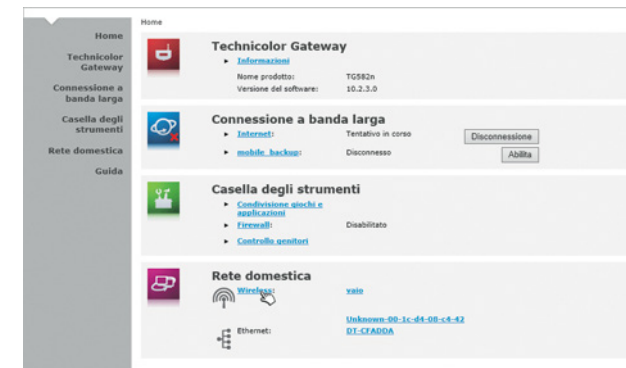 Home
Home
Technicolor
Gateway
Connessione a
banda larga
Casella degli
strumenti
Rete domestica
Guida
Technicolor Gateway
Informazioni
Nome prodotto: TG582n
Versione del software: 10.2.3.0
Connessione a banda larga
Internet: Tentativo in corso Disconnessione
mobile_backup: Disconnesso Abilita
Casella degli strumenti
Condivisione giochi e
applicazioni
Firewall: Disabilitato
Controllo genitori
Rete domestica
Wireless: vaio
Unknown-00-1c-d4-08-c4-42
Ethernet: DT-CFADDA